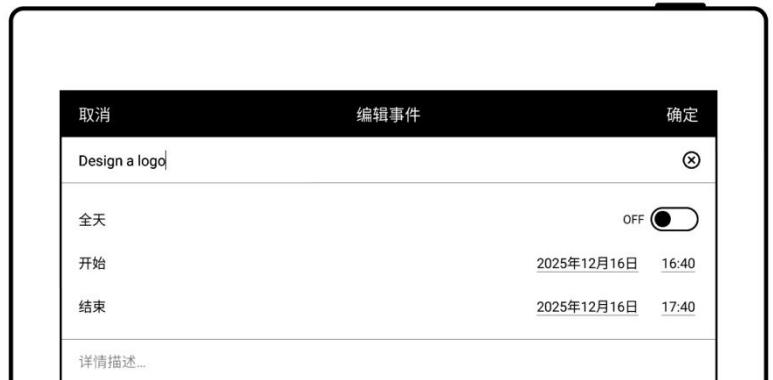 取消 编辑事件 确定
Design a logo
全天 OFF
开始 2025年12月16日 16:40
结束 2025年12月16日 17:40
详情描述...